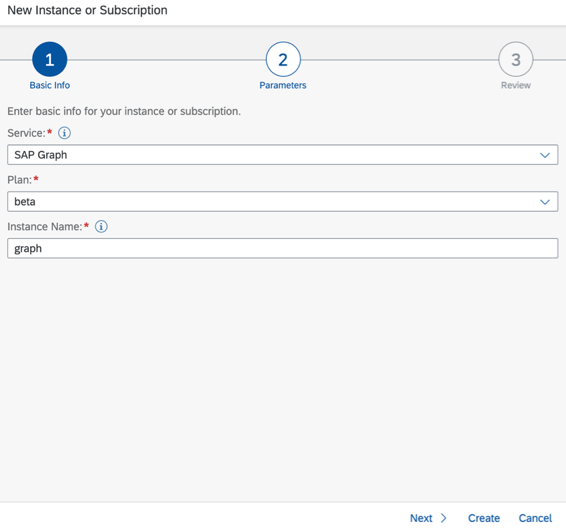 New Instance or Subscription
1
2
3
Basic Info
Parameters
Review
Enter basic info for your instance or subscription.
Service:*
SAP Graph
Plan:*
beta
Instance Name:*
graph
Next
Create
Cancel